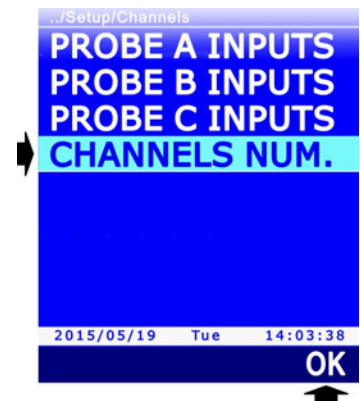 ../Setup/Channels
PROBE A INPUTS
PROBE B INPUTS
PROBE C INPUTS
CHANNELS NUM.
2015/05/19 Tue 14:03:38
OK